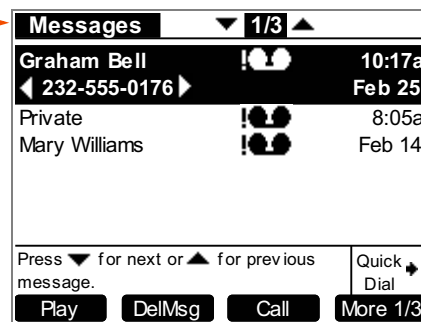 Messages ▼ 1/3 ▲
Graham Bell ! 10:17a
◀ 232-555-0176 ▶ Feb 25
Private ! 8:05a
Mary Williams ! Feb 14
Press ▼ for next or ▲ for previous
message.
Quick
Dial
Play DelMsg Call More 1/3